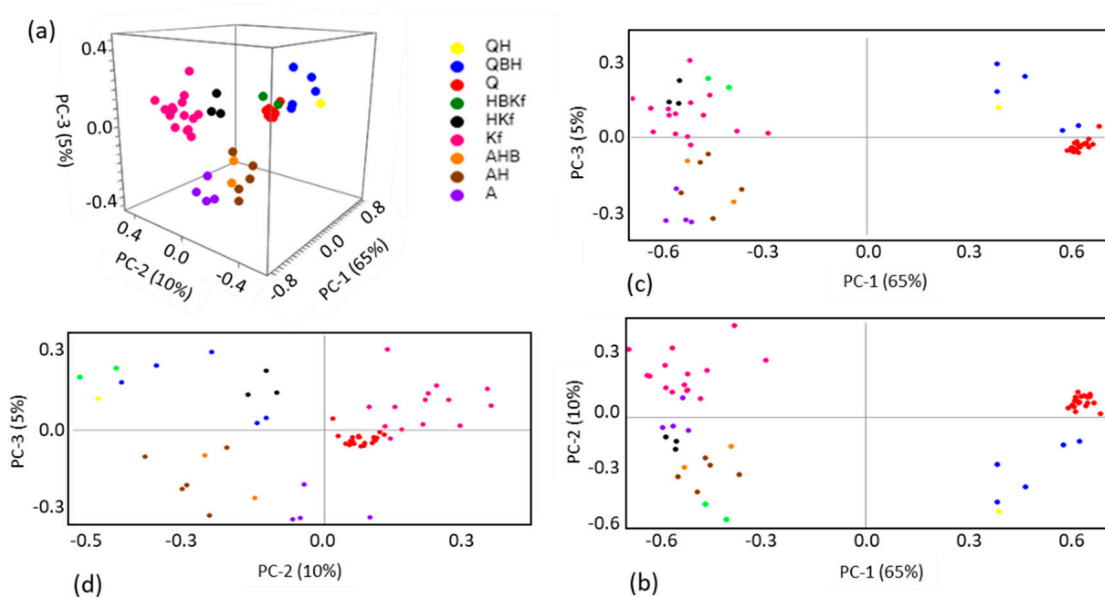 (a)
0.4
0.0
-0.4
PC-3 (5%)
0.4
0.0
-0.4
PC-2 (10%)
-0.8
0.0
0.8
PC-1 (65%)
QH
QBH
Q
HBKf
HKf
Kf
AHB
AH
A
0.3
0.0
-0.3
PC-3 (5%)
-0.6
-0.3
0.0
0.3
0.6
PC-1 (65%)
(c)
0.3
0.0
-0.3
PC-3 (5%)
-0.5
-0.3
0.0
0.3
PC-2 (10%)
(d)
0.3
0.0
-0.3
-0.6
PC-2 (10%)
-0.6
-0.3
0.0
0.3
0.6
PC-1 (65%)
(b)